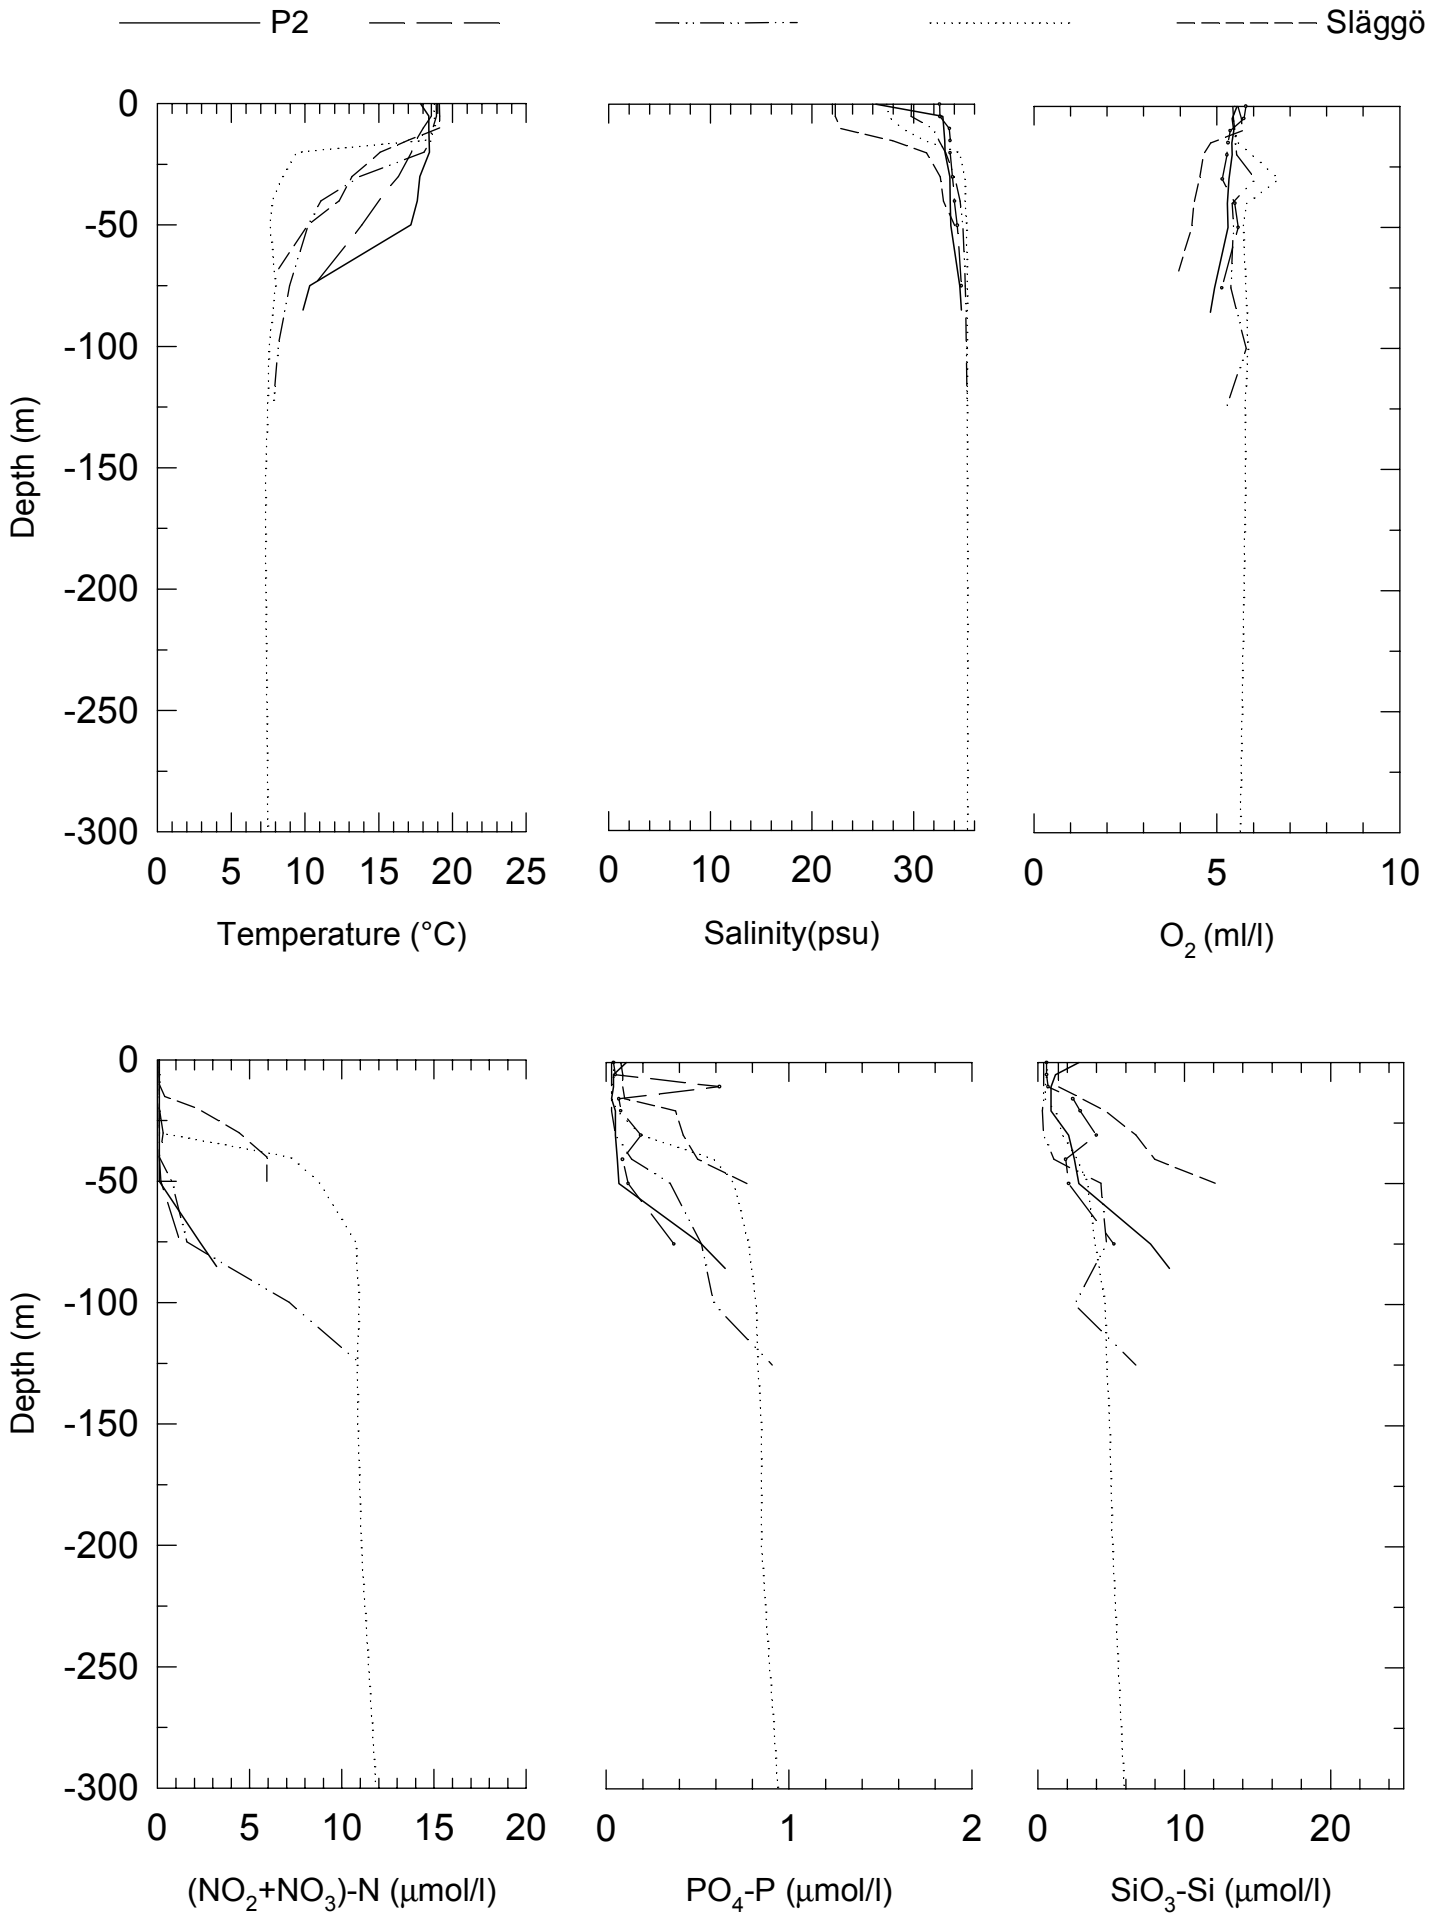 P2 Släggö
0
-50
-100
-150
-200
-250
-300
Depth (m)
0 5 10 15 20 25
Temperature (°C)
0 10 20 30
Salinity(psu)
0 5 10
O2 (ml/l)
0
-50
-100
-150
-200
-250
-300
Depth (m)
0 5 10 15 20
(NO2+NO3)-N (μmol/l)
0 1 2
PO4-P (μmol/l)
0 10 20
SiO3-Si (μmol/l)